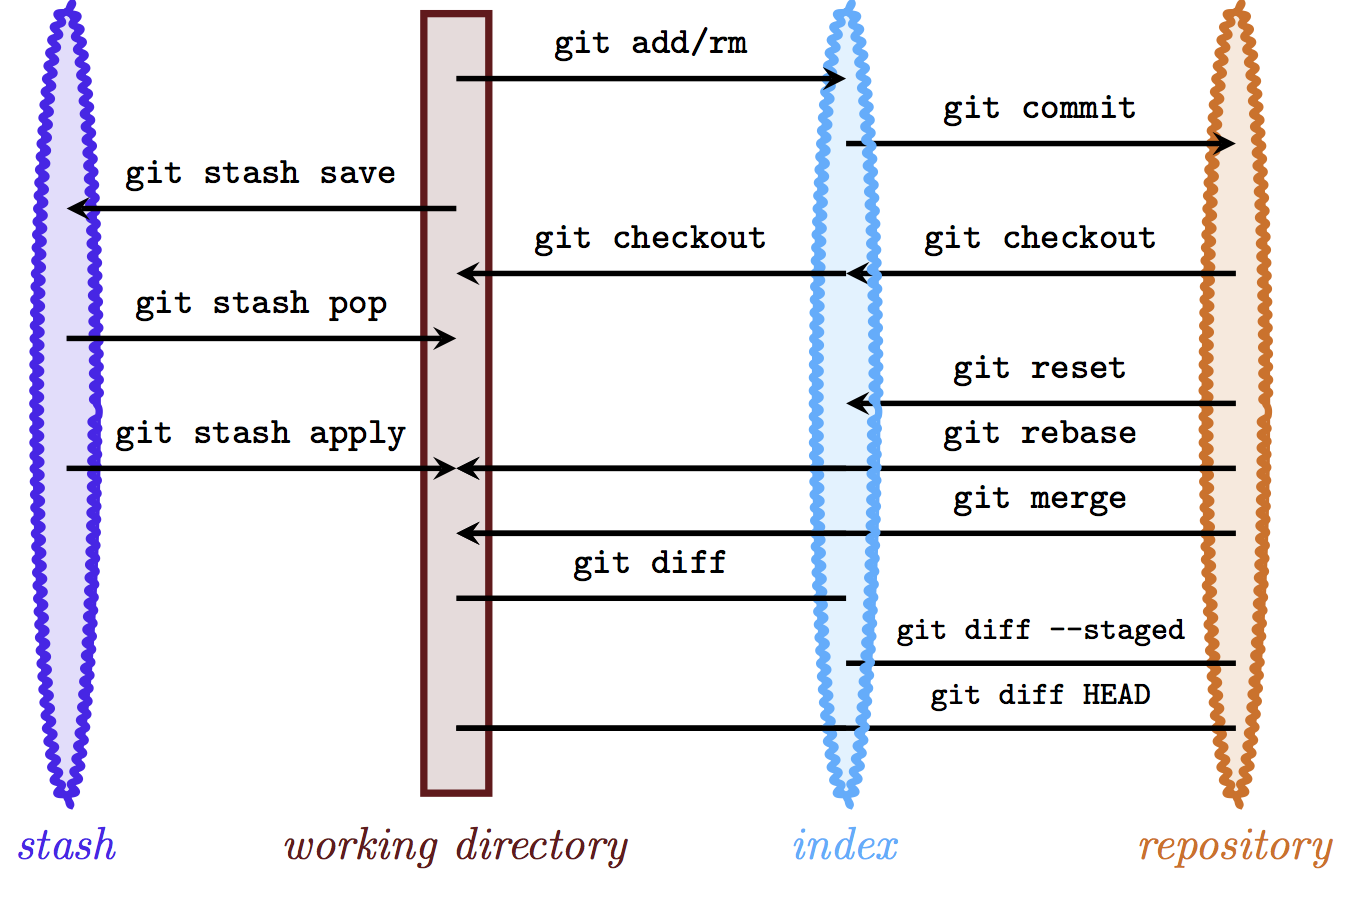 git add/rm
git commit
git stash save
git checkout git checkout
git stash pop
git reset
git stash apply git rebase
git merge
git diff
git diff --staged
git diff HEAD
stash working directory index repository